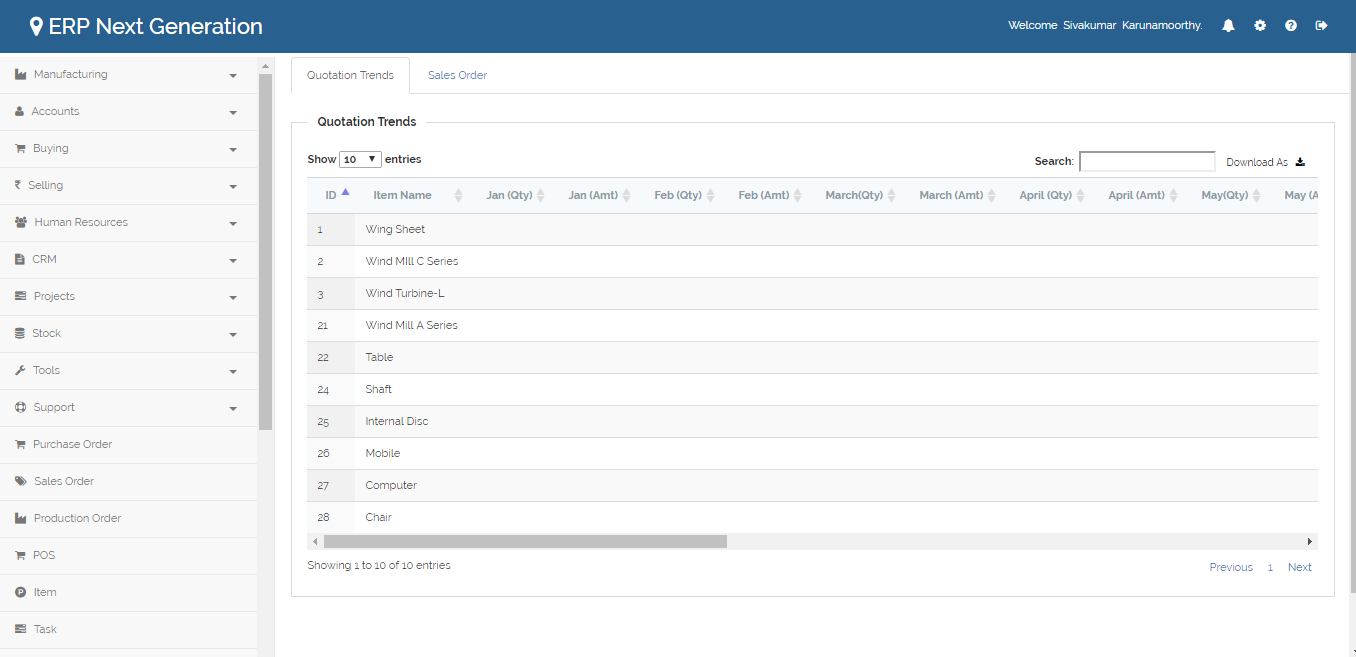 ERP Next Generation
Welcome Sivakumar Karunamoorthy.
Manufacturing
Accounts
Buying
Selling
Human Resources
CRM
Projects
Stock
Tools
Support
Purchase Order
Sales Order
Production Order
POS
Item
Task
Quotation Trends Sales Order
Quotation Trends
Show 10 entries
Search: Download As
ID Item Name Jan (Qty) Jan (Amt) Feb (Qty) Feb (Amt) March(Qty) March (Amt) April (Qty) April (Amt) May(Qty) May (A
1 Wing Sheet
2 Wind MIll C Series
3 Wind Turbine-L
21 Wind Mill A Series
22 Table
24 Shaft
25 Internal Disc
26 Mobile
27 Computer
28 Chair
Showing 1 to 10 of 10 entries
Previous 1 Next